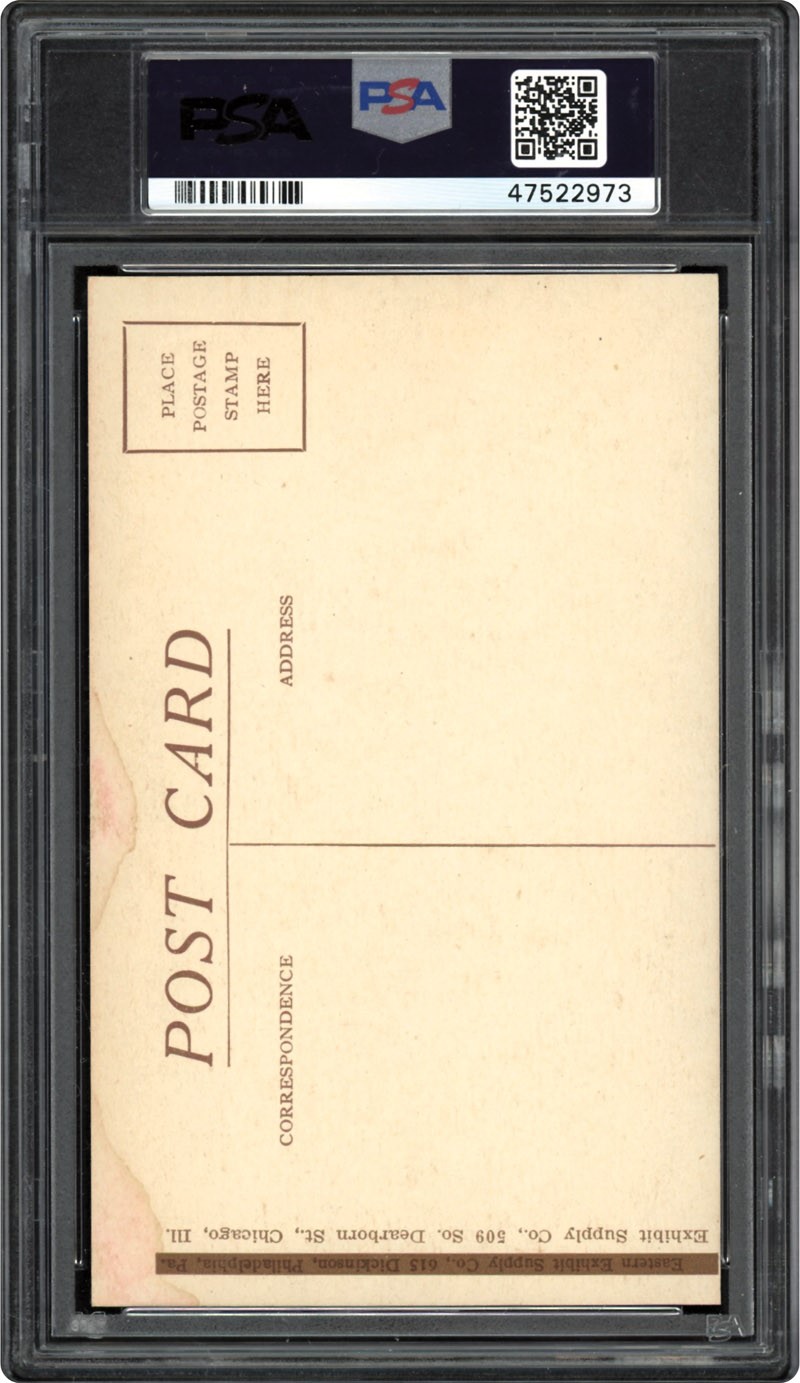 PSA
PSA
47522973
PLACE
POSTAGE
STAMP
HERE
POST CARD
ADDRESS
CORRESPONDENCE
Exhibit Supply Co., 509 So. Dearborn St., Chicago, Ill.
Eastern Exhibit Supply Co., 615 Dickinson, Philadelphia, Pa.
PSA